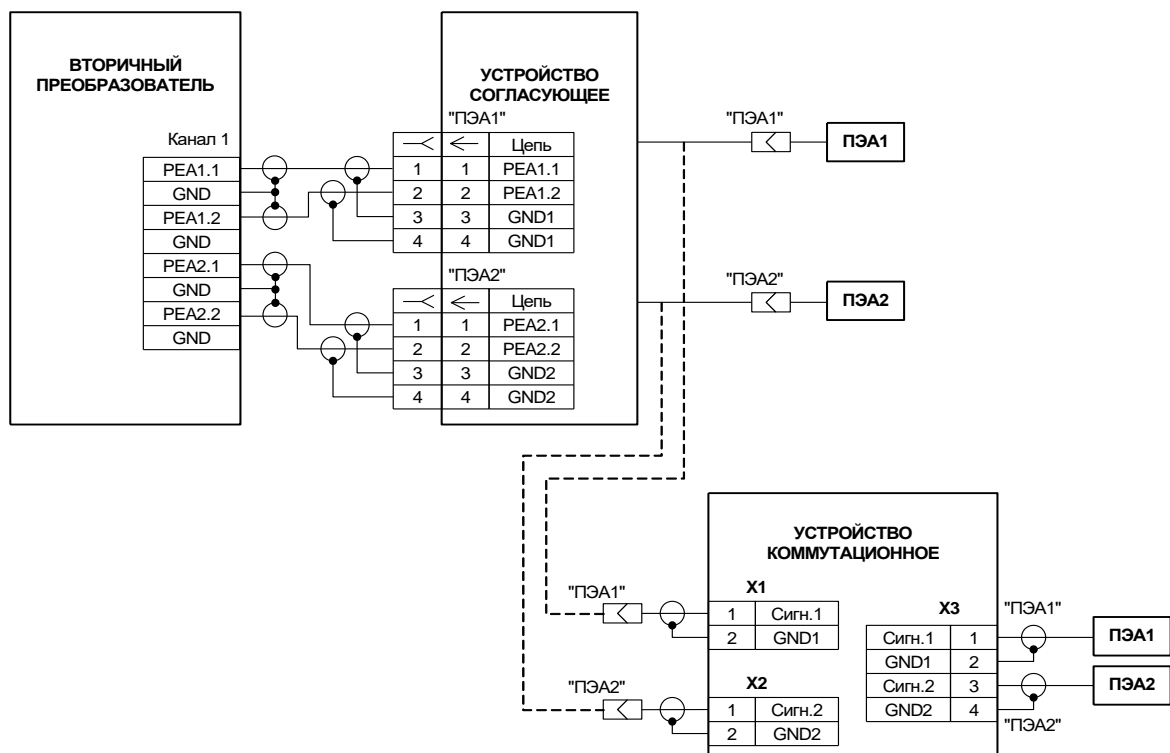 ВТОРИЧНЫЙ
ПРЕОБРАЗОВАТЕЛЬ
Канал 1
PEA1.1
GND
PEA1.2
GND
PEA2.1
GND
PEA2.2
GND
УСТРОЙСТВО
СОГЛАСУЮЩЕЕ
"ПЭА1"
Цепь
1 1 PEA1.1
2 2 PEA1.2
3 3 GND1
4 4 GND1
"ПЭА2"
Цепь
1 1 PEA2.1
2 2 PEA2.2
3 3 GND2
4 4 GND2
"ПЭА1"
ПЭА1
"ПЭА2"
ПЭА2
УСТРОЙСТВО
КОММУТАЦИОННОЕ
"ПЭА1"
X1
1 Сигн.1
2 GND1
"ПЭА2"
X2
1 Сигн.2
2 GND2
X3
Сигн.1 1
GND1 2
Сигн.2 3
GND2 4
"ПЭА1"
ПЭА1
ПЭА2
"ПЭА2"